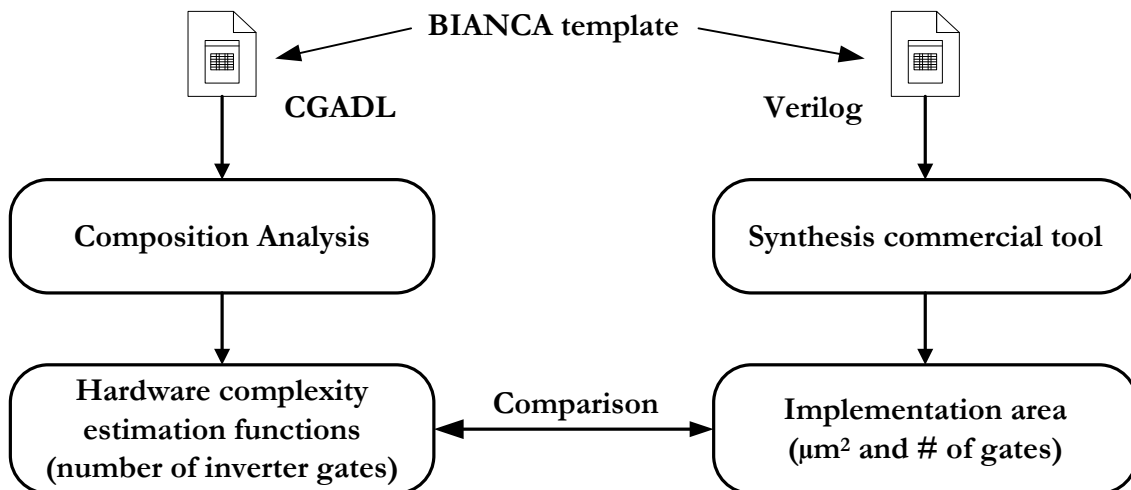 BIANCA template
CGADL
Verilog
Composition Analysis
Synthesis commercial tool
Hardware complexity
estimation functions
(number of inverter gates)
Comparison
Implementation area
(µm² and # of gates)